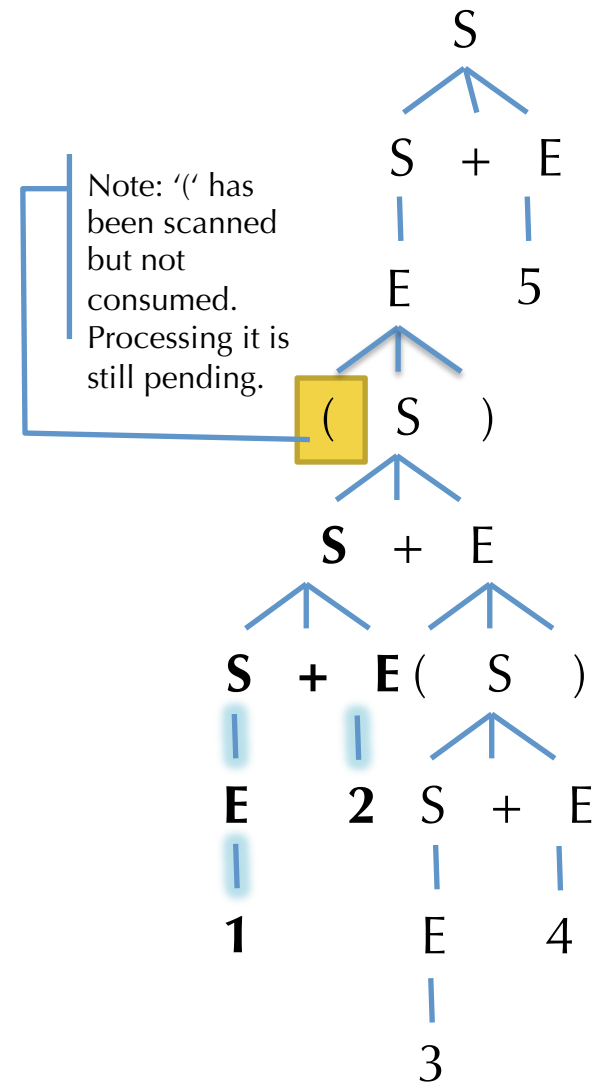 S
S + E
Note: ‘(‘ has
been scanned
but not
consumed.
Processing it is
still pending.
E 5
( S )
S + E
S + E ( S )
E 2 S + E
1 E 4
3